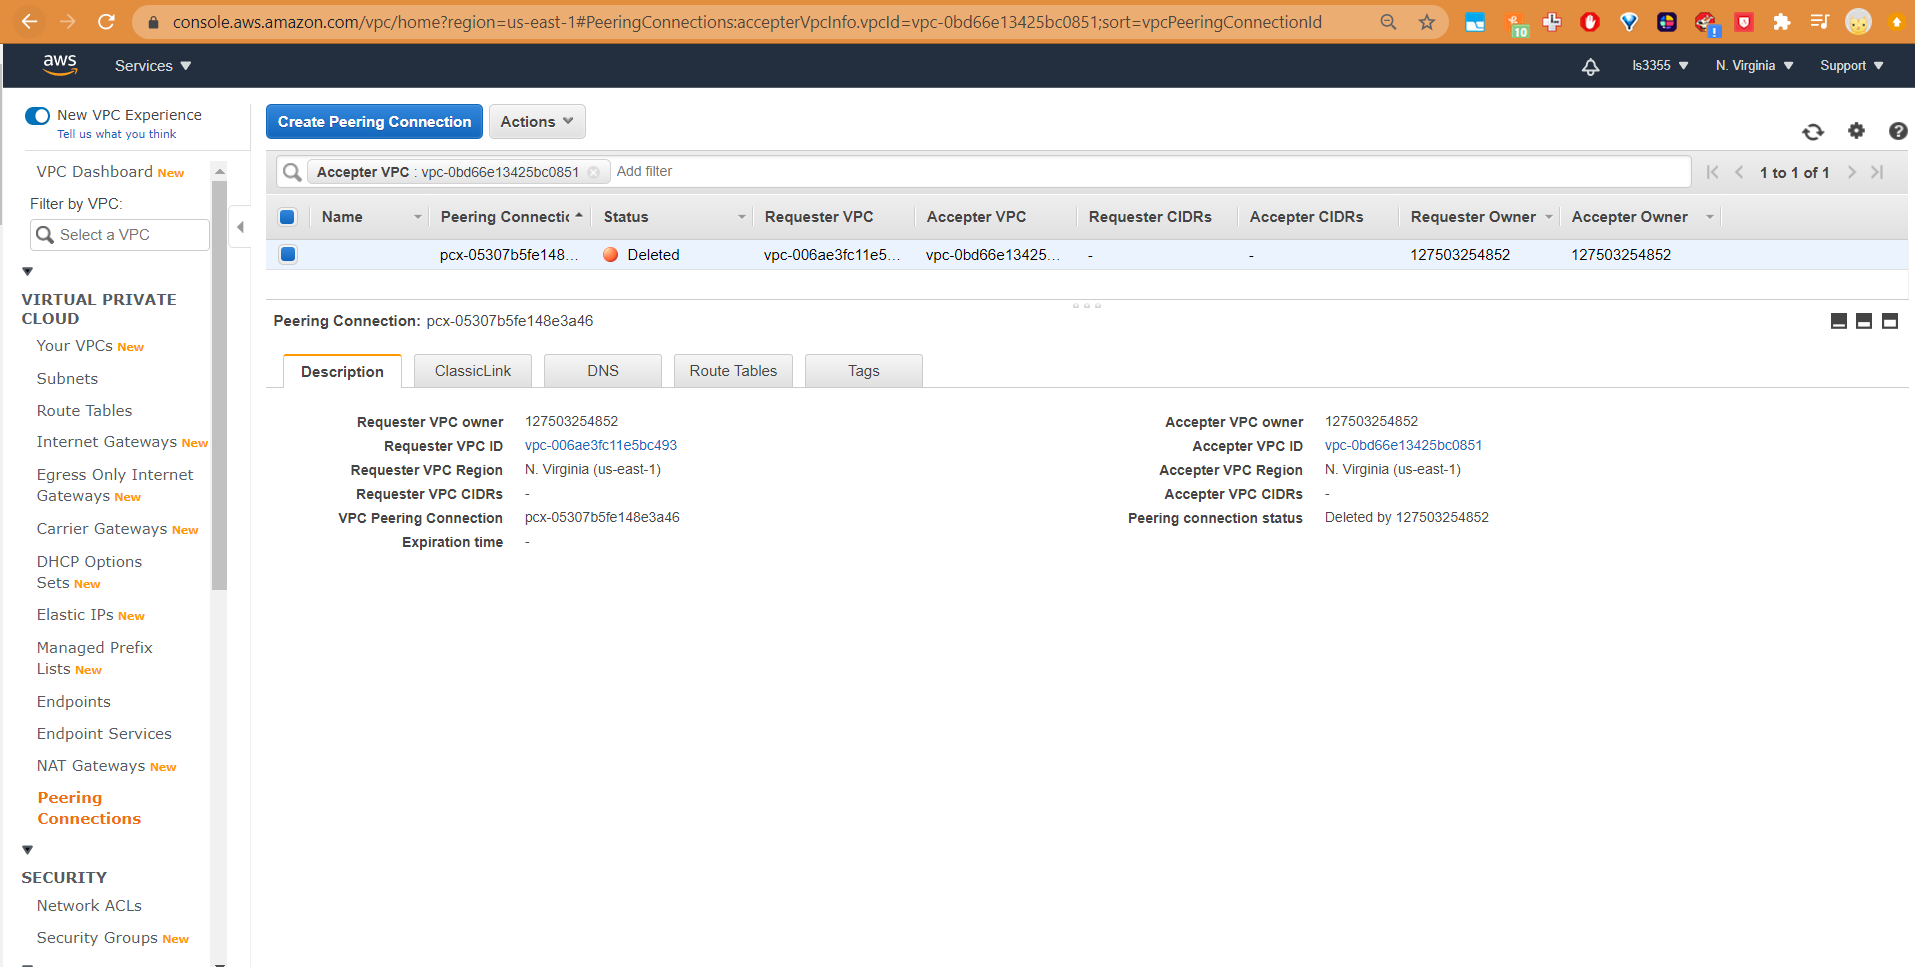 console.aws.amazon.com/vpc/home?region=us-east-1#PeeringConnections:accepterVpcInfo.vpcId=vpc-0bd66e13425bc0851;sort=vpcPeeringConnectionId
10
aws
Services
ls3355
N. Virginia
Support
New VPC Experience
Tell us what you think
VPC Dashboard New
Filter by VPC:
Select a VPC
VIRTUAL PRIVATE
CLOUD
Your VPCs New
Subnets
Route Tables
Internet Gateways New
Egress Only Internet
Gateways New
Carrier Gateways New
DHCP Options
Sets New
Elastic IPs New
Managed Prefix
Lists New
Endpoints
Endpoint Services
NAT Gateways New
Peering
Connections
SECURITY
Network ACLs
Security Groups New
Create Peering Connection
Actions
Accepter VPC : vpc-0bd66e13425bc0851
Add filter
1 to 1 of 1
Name Peering Connectic Status Requester VPC Accepter VPC Requester CIDRs Accepter CIDRs Requester Owner Accepter Owner
pcx-05307b5fe148... Deleted vpc-006ae3fc11e5... vpc-0bd66e13425... - - 127503254852 127503254852
Peering Connection: pcx-05307b5fe148e3a46
Description ClassicLink DNS Route Tables Tags
Requester VPC owner 127503254852
Requester VPC ID vpc-006ae3fc11e5bc493
Requester VPC Region N. Virginia (us-east-1)
Requester VPC CIDRs -
VPC Peering Connection pcx-05307b5fe148e3a46
Expiration time -
Accepter VPC owner 127503254852
Accepter VPC ID vpc-0bd66e13425bc0851
Accepter VPC Region N. Virginia (us-east-1)
Accepter VPC CIDRs -
Peering connection status Deleted by 127503254852